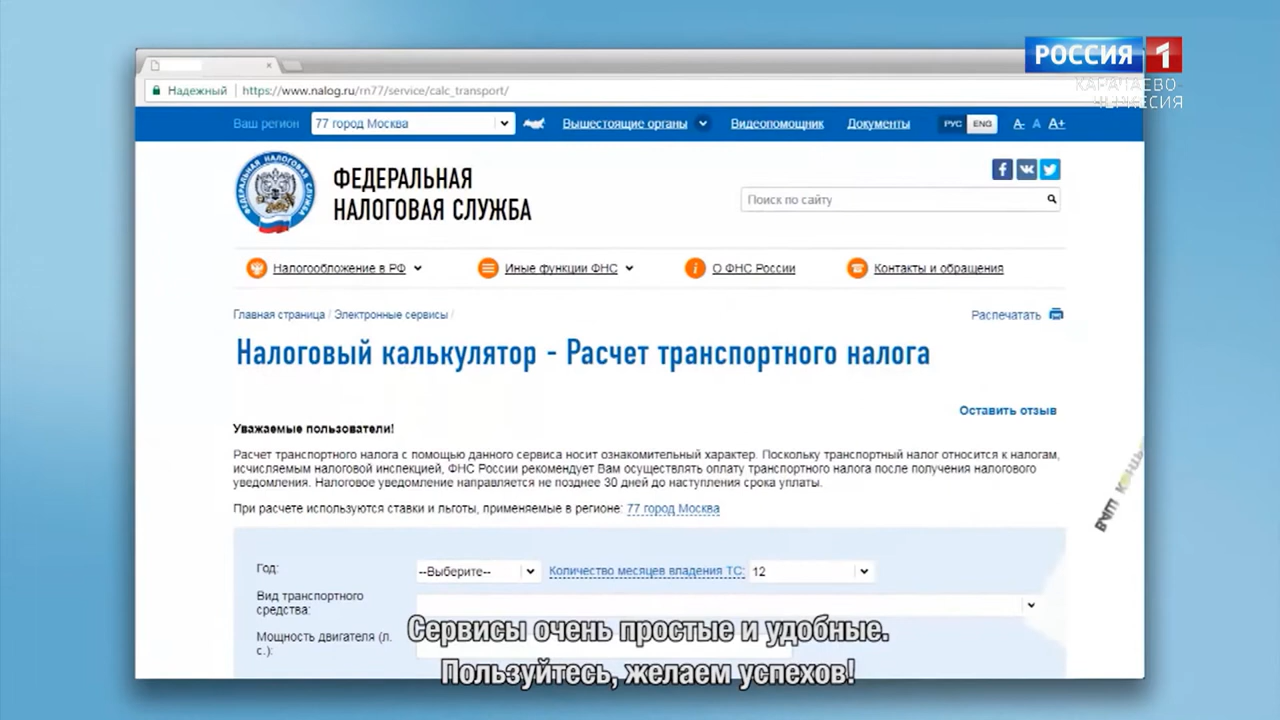 РОССИЯ 1
КАРАЧАЕВО-
ЧЕРКЕСИЯ
Надежный https://www.nalog.ru/rn77/service/calc_transport/
Ваш регион 77 город Москва Вышестоящие органы Видеопомощник Документы РУС ENG A- A A+
ФЕДЕРАЛЬНАЯ НАЛОГОВАЯ СЛУЖБА
ФЕДЕРАЛЬНАЯ
НАЛОГОВАЯ СЛУЖБА
Поиск по сайту
Налогообложение в РФ Иные функции ФНС О ФНС России Контакты и обращения
Главная страница / Электронные сервисы / Распечатать
Налоговый калькулятор - Расчет транспортного налога
Оставить отзыв
Уважаемые пользователи!
Расчет транспортного налога с помощью данного сервиса носит ознакомительный характер. Поскольку транспортный налог относится к налогам,
исчисляемым налоговой инспекцией, ФНС России рекомендует Вам осуществлять оплату транспортного налога после получения налогового
уведомления. Налоговое уведомление направляется не позднее 30 дней до наступления срока уплаты.
При расчете используются ставки и льготы, применяемые в регионе: 77 город Москва
Год: --Выберите-- Количество месяцев владения ТС: 12
Вид транспортного
средства:
Мощность двигателя (л.
с.):
Сервисы очень простые и удобные.
Пользуйтесь, желаем успехов!